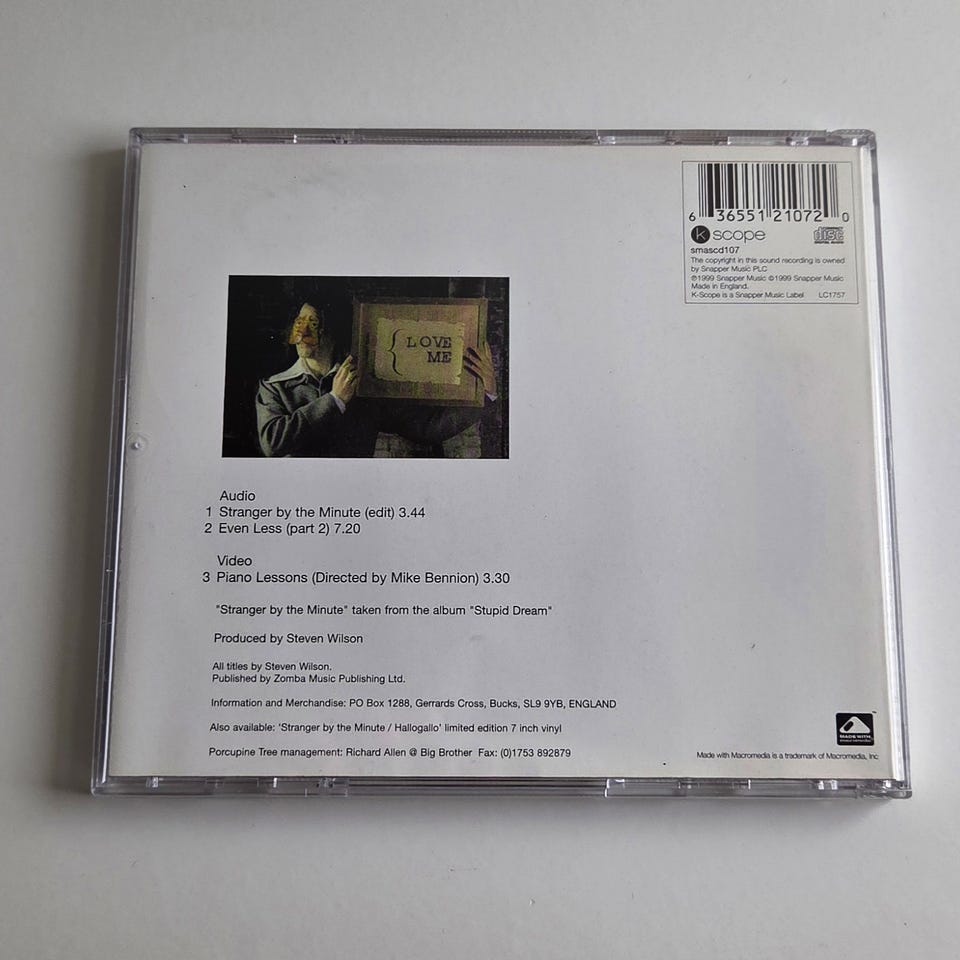 6 36551 21072 0
k scope
disc
DIGITAL AUDIO
smascd107
The copyright in this sound recording is owned
by Snapper Music PLC
℗1999 Snapper Music ©1999 Snapper Music
Made in England.
K-Scope is a Snapper Music Label LC1757
{ LOVE
ME
Audio
1 Stranger by the Minute (edit) 3.44
2 Even Less (part 2) 7.20
Video
3 Piano Lessons (Directed by Mike Bennion) 3.30
"Stranger by the Minute" taken from the album "Stupid Dream"
Produced by Steven Wilson
All titles by Steven Wilson.
Published by Zomba Music Publishing Ltd.
Information and Merchandise: PO Box 1288, Gerrards Cross, Bucks, SL9 9YB, ENGLAND
Also available: 'Stranger by the Minute / Hallogallo' limited edition 7 inch vinyl
Porcupine Tree management: Richard Allen @ Big Brother Fax: (0)1753 892879
MADE WITH
Made with Macromedia is a trademark of Macromedia, Inc